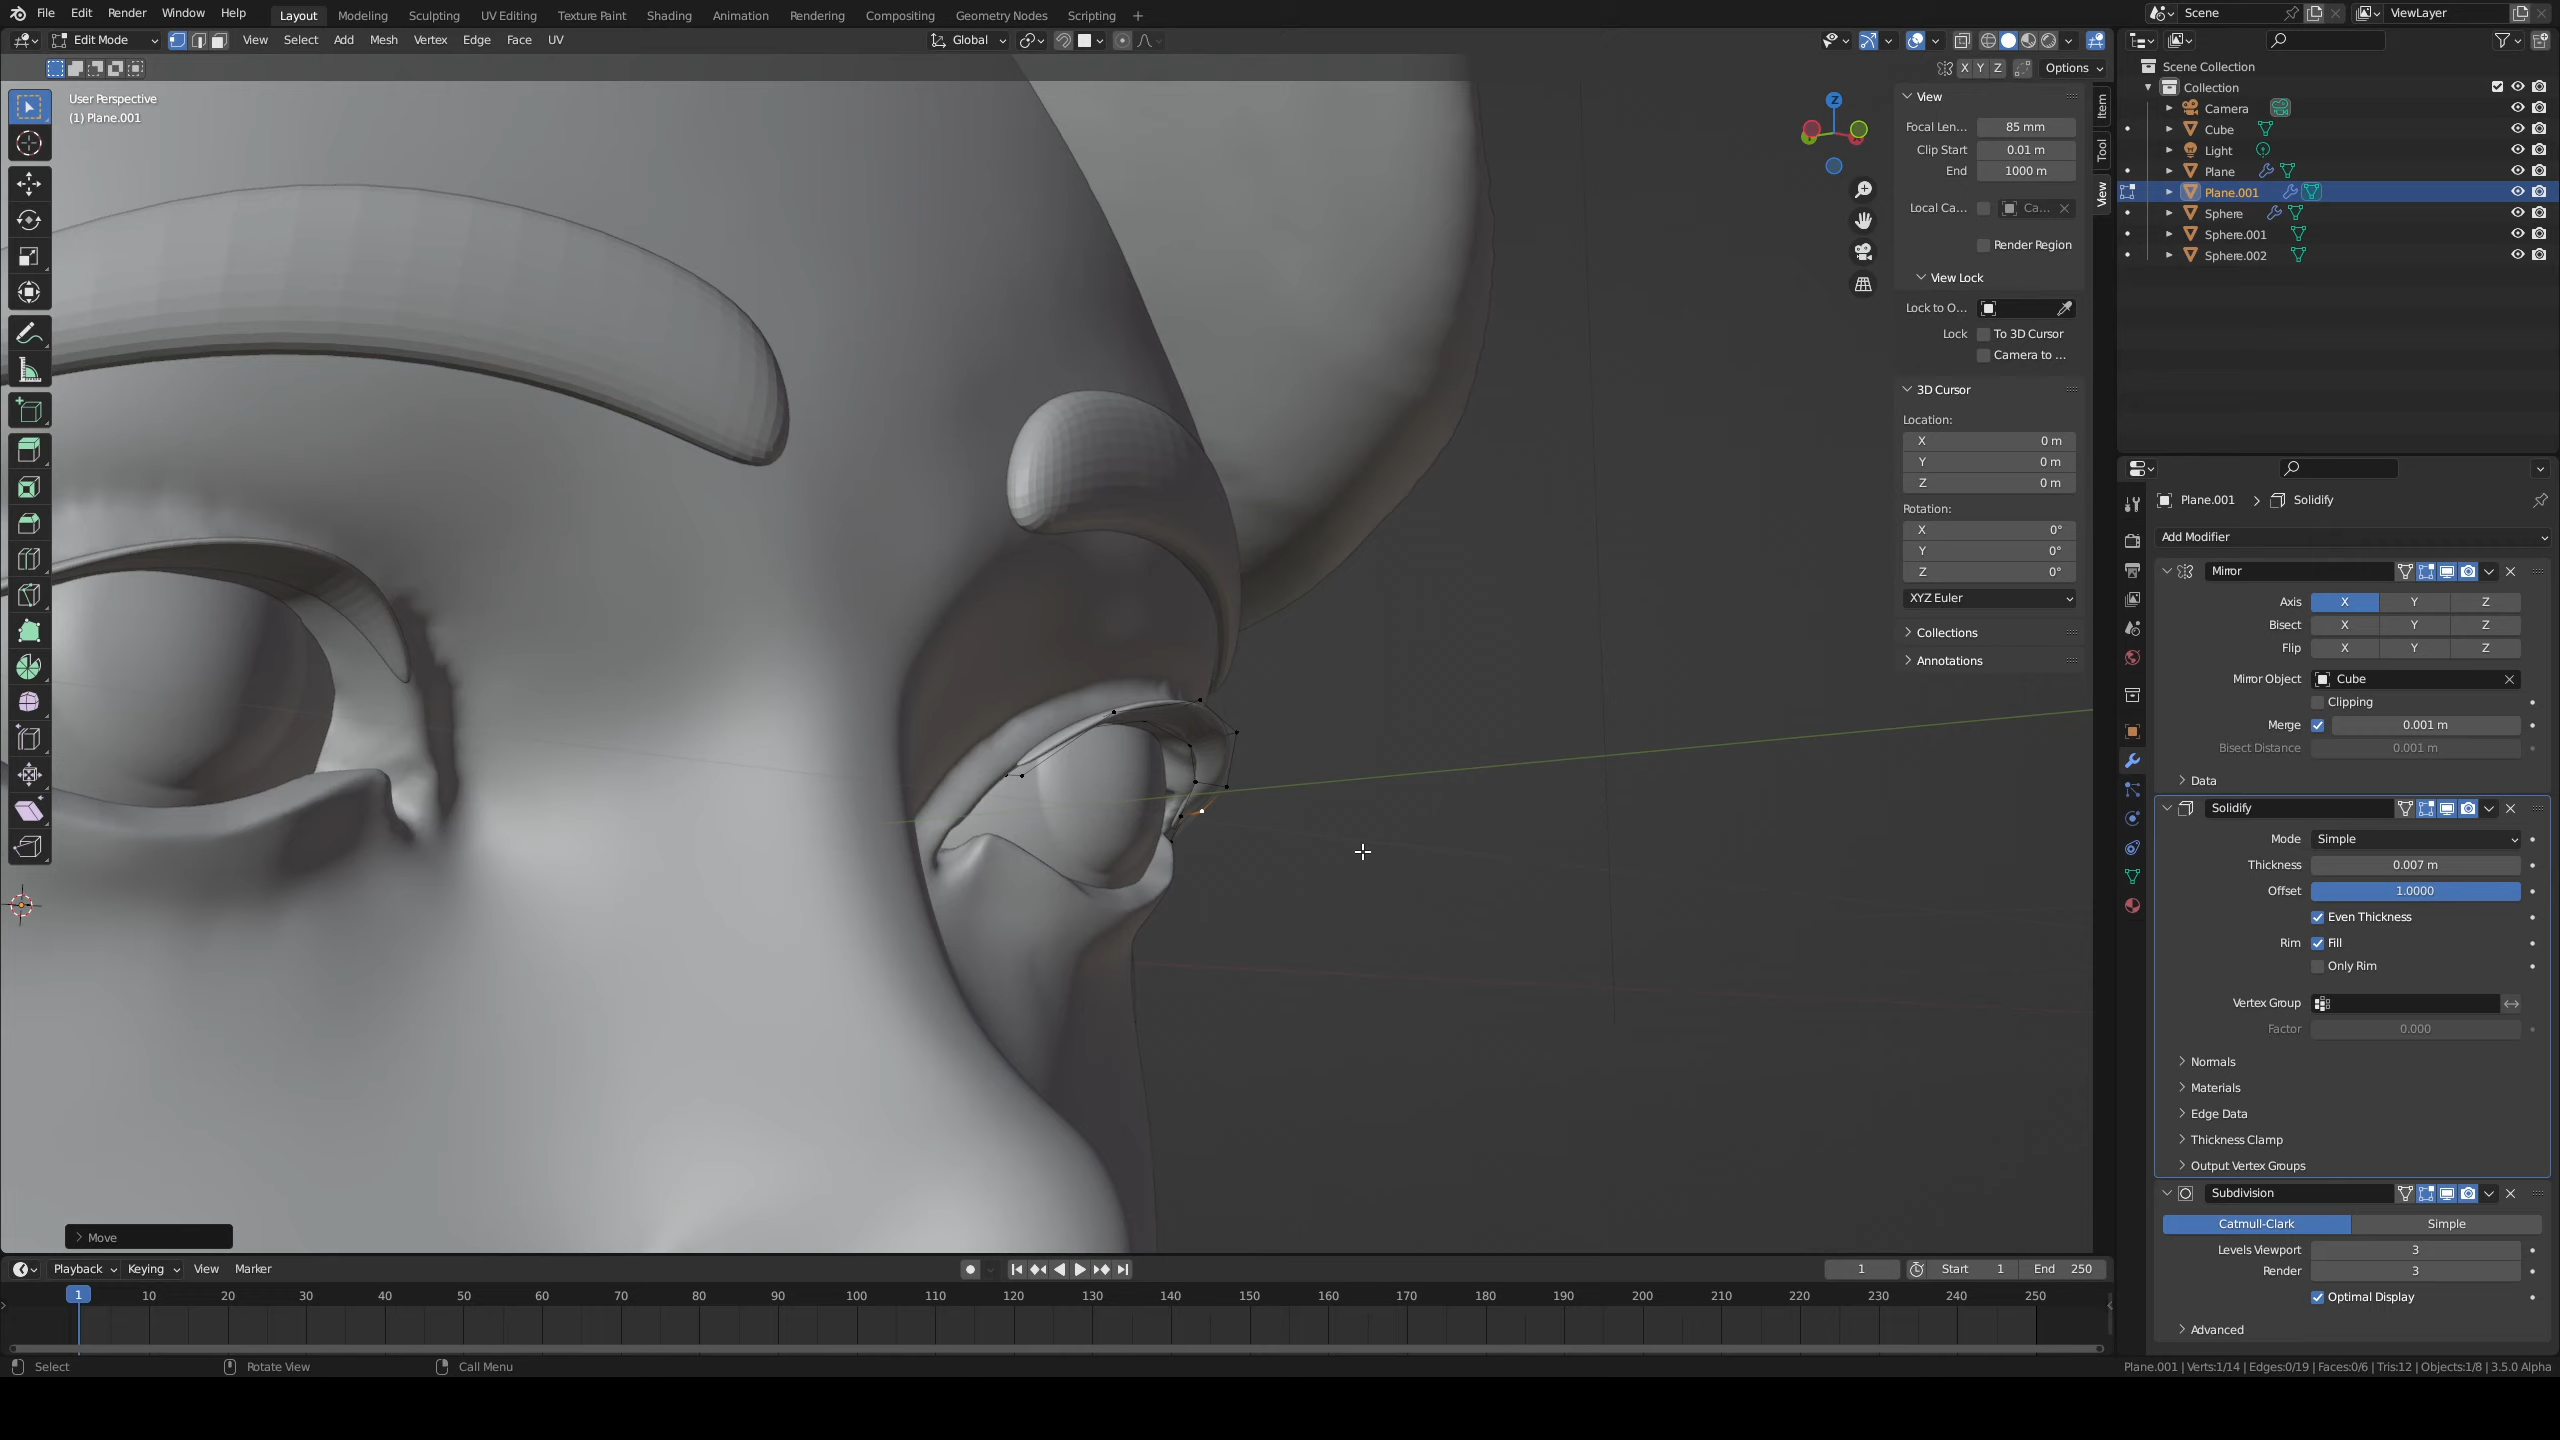 File Edit Render Window Help Layout Modeling Sculpting UV Editing Texture Paint Shading Animation Rendering Compositing Geometry Nodes Scripting +
Scene ViewLayer
Edit Mode View Select Add Mesh Vertex Edge Face UV Global
X Y Z Options
User Perspective
(1) Plane.001
Z
View
Focal Len... 85 mm
Clip Start 0.01 m
End 1000 m
Local Ca... Ca...
Render Region
View Lock
Lock to O...
Lock To 3D Cursor
Camera to ...
3D Cursor
Location:
X 0 m
Y 0 m
Z 0 m
Rotation:
X 0°
Y 0°
Z 0°
XYZ Euler
Collections
Annotations
Item
Tool
View
Scene Collection
Collection
Camera
Cube
Light
Plane
Plane.001
Sphere
Sphere.001
Sphere.002
Plane.001 > Solidify
Add Modifier
Mirror
Axis X Y Z
Bisect X Y Z
Flip X Y Z
Mirror Object Cube
Clipping
Merge 0.001 m
Bisect Distance 0.001 m
Data
Solidify
Mode Simple
Thickness 0.007 m
Offset 1.0000
Even Thickness
Rim Fill
Only Rim
Vertex Group
Factor 0.000
Normals
Materials
Edge Data
Thickness Clamp
Output Vertex Groups
Subdivision
Catmull-Clark Simple
Levels Viewport 3
Render 3
Optimal Display
Advanced
Move
Playback Keying View Marker 1 Start 1 End 250
1 10 20 30 40 50 60 70 80 90 100 110 120 130 140 150 160 170 180 190 200 210 220 230 240 250
Select Rotate View Call Menu Plane.001 | Verts:1/14 | Edges:0/19 | Faces:0/6 | Tris:12 | Objects:1/8 | 3.5.0 Alpha